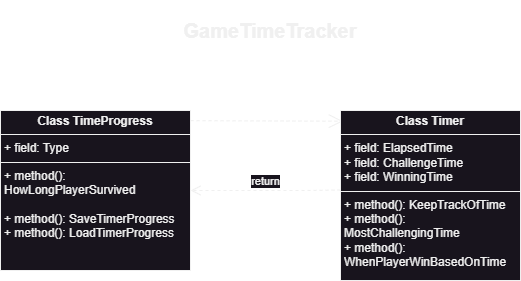 GameTimeTracker
Class TimeProgress
+ field: Type
+ method():
HowLongPlayerSurvived
+ method(): SaveTimerProgress
+ method(): LoadTimerProgress
return
Class Timer
+ field: ElapsedTime
+ field: ChallengeTime
+ field: WinningTime
+ method(): KeepTrackOfTime
+ method():
MostChallengingTime
+ method():
WhenPlayerWinBasedOnTime